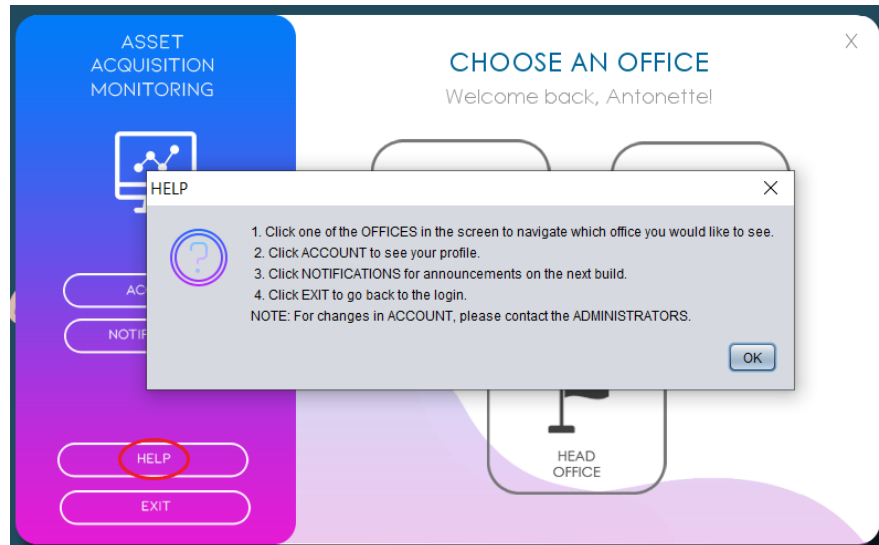 ASSET
ACQUISITION
MONITORING
AC
NOTIF
HELP
EXIT
X
CHOOSE AN OFFICE
Welcome back, Antonette!
HELP
1. Click one of the OFFICES in the screen to navigate which office you would like to see.
2. Click ACCOUNT to see your profile.
3. Click NOTIFICATIONS for announcements on the next build.
4. Click EXIT to go back to the login.
NOTE: For changes in ACCOUNT, please contact the ADMINISTRATORS.
OK
HEAD
OFFICE